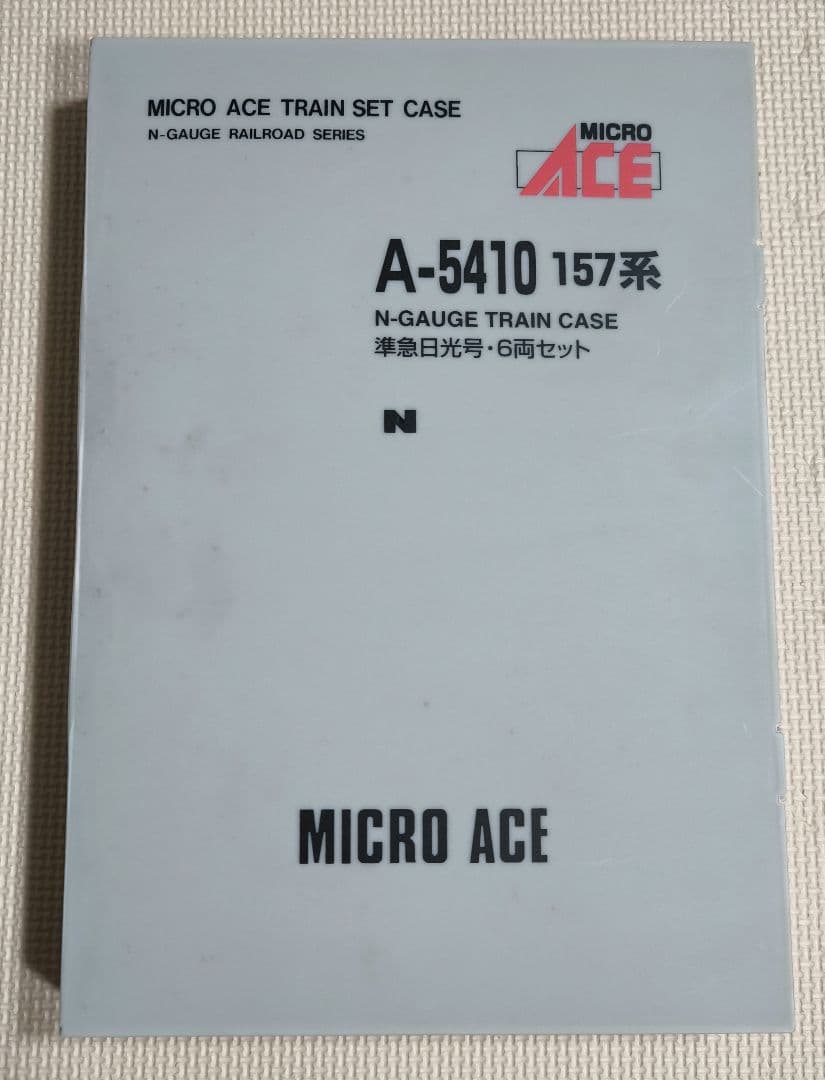 MICRO ACE TRAIN SET CASE
N-GAUGE RAILROAD SERIES
MICRO
ACE
A-5410 157系
N-GAUGE TRAIN CASE
準急日光号・6両セット
N
MICRO ACE